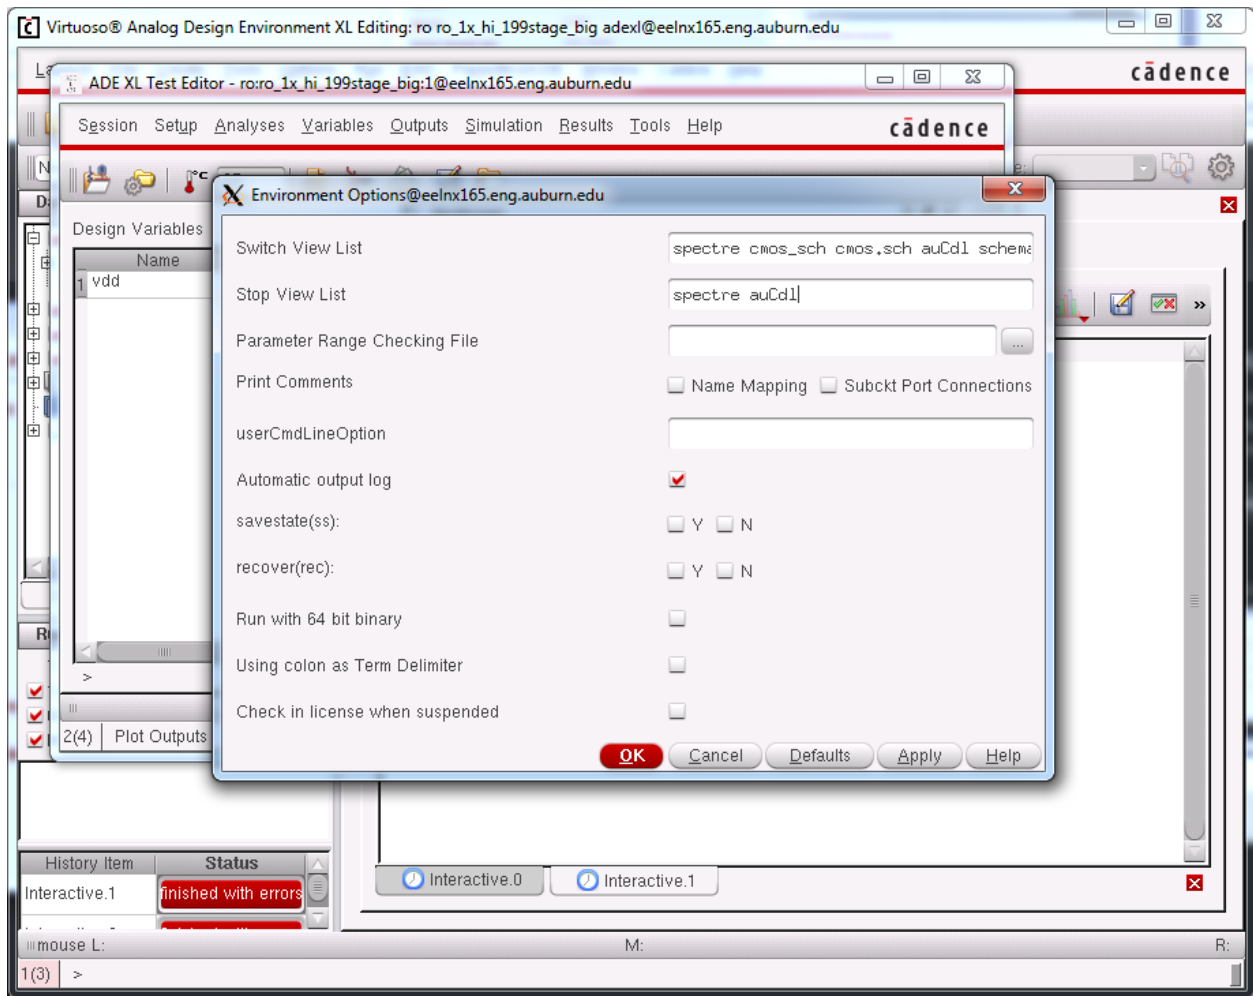 Virtuoso® Analog Design Environment XL Editing: ro ro_1x_hi_199stage_big adexl@eelnx165.eng.auburn.edu
cādence
ADE XL Test Editor - ro:ro_1x_hi_199stage_big:1@eelnx165.eng.auburn.edu
Session Setup Analyses Variables Outputs Simulation Results Tools Help cādence
°C
Environment Options@eelnx165.eng.auburn.edu
Design Variables
Name
1 vdd
Switch View List spectre cmos_sch cmos.sch auCdl schema
Stop View List spectre auCdl
Parameter Range Checking File ...
Print Comments Name Mapping Subckt Port Connections
userCmdLineOption
Automatic output log
savestate(ss): Y N
recover(rec): Y N
Run with 64 bit binary
Using colon as Term Delimiter
Check in license when suspended
OK Cancel Defaults Apply Help
>
2(4) Plot Outputs
»
History Item Status
Interactive.1 finished with errors
Interactive.0 Interactive.1
mouse L: M: R:
1(3) >